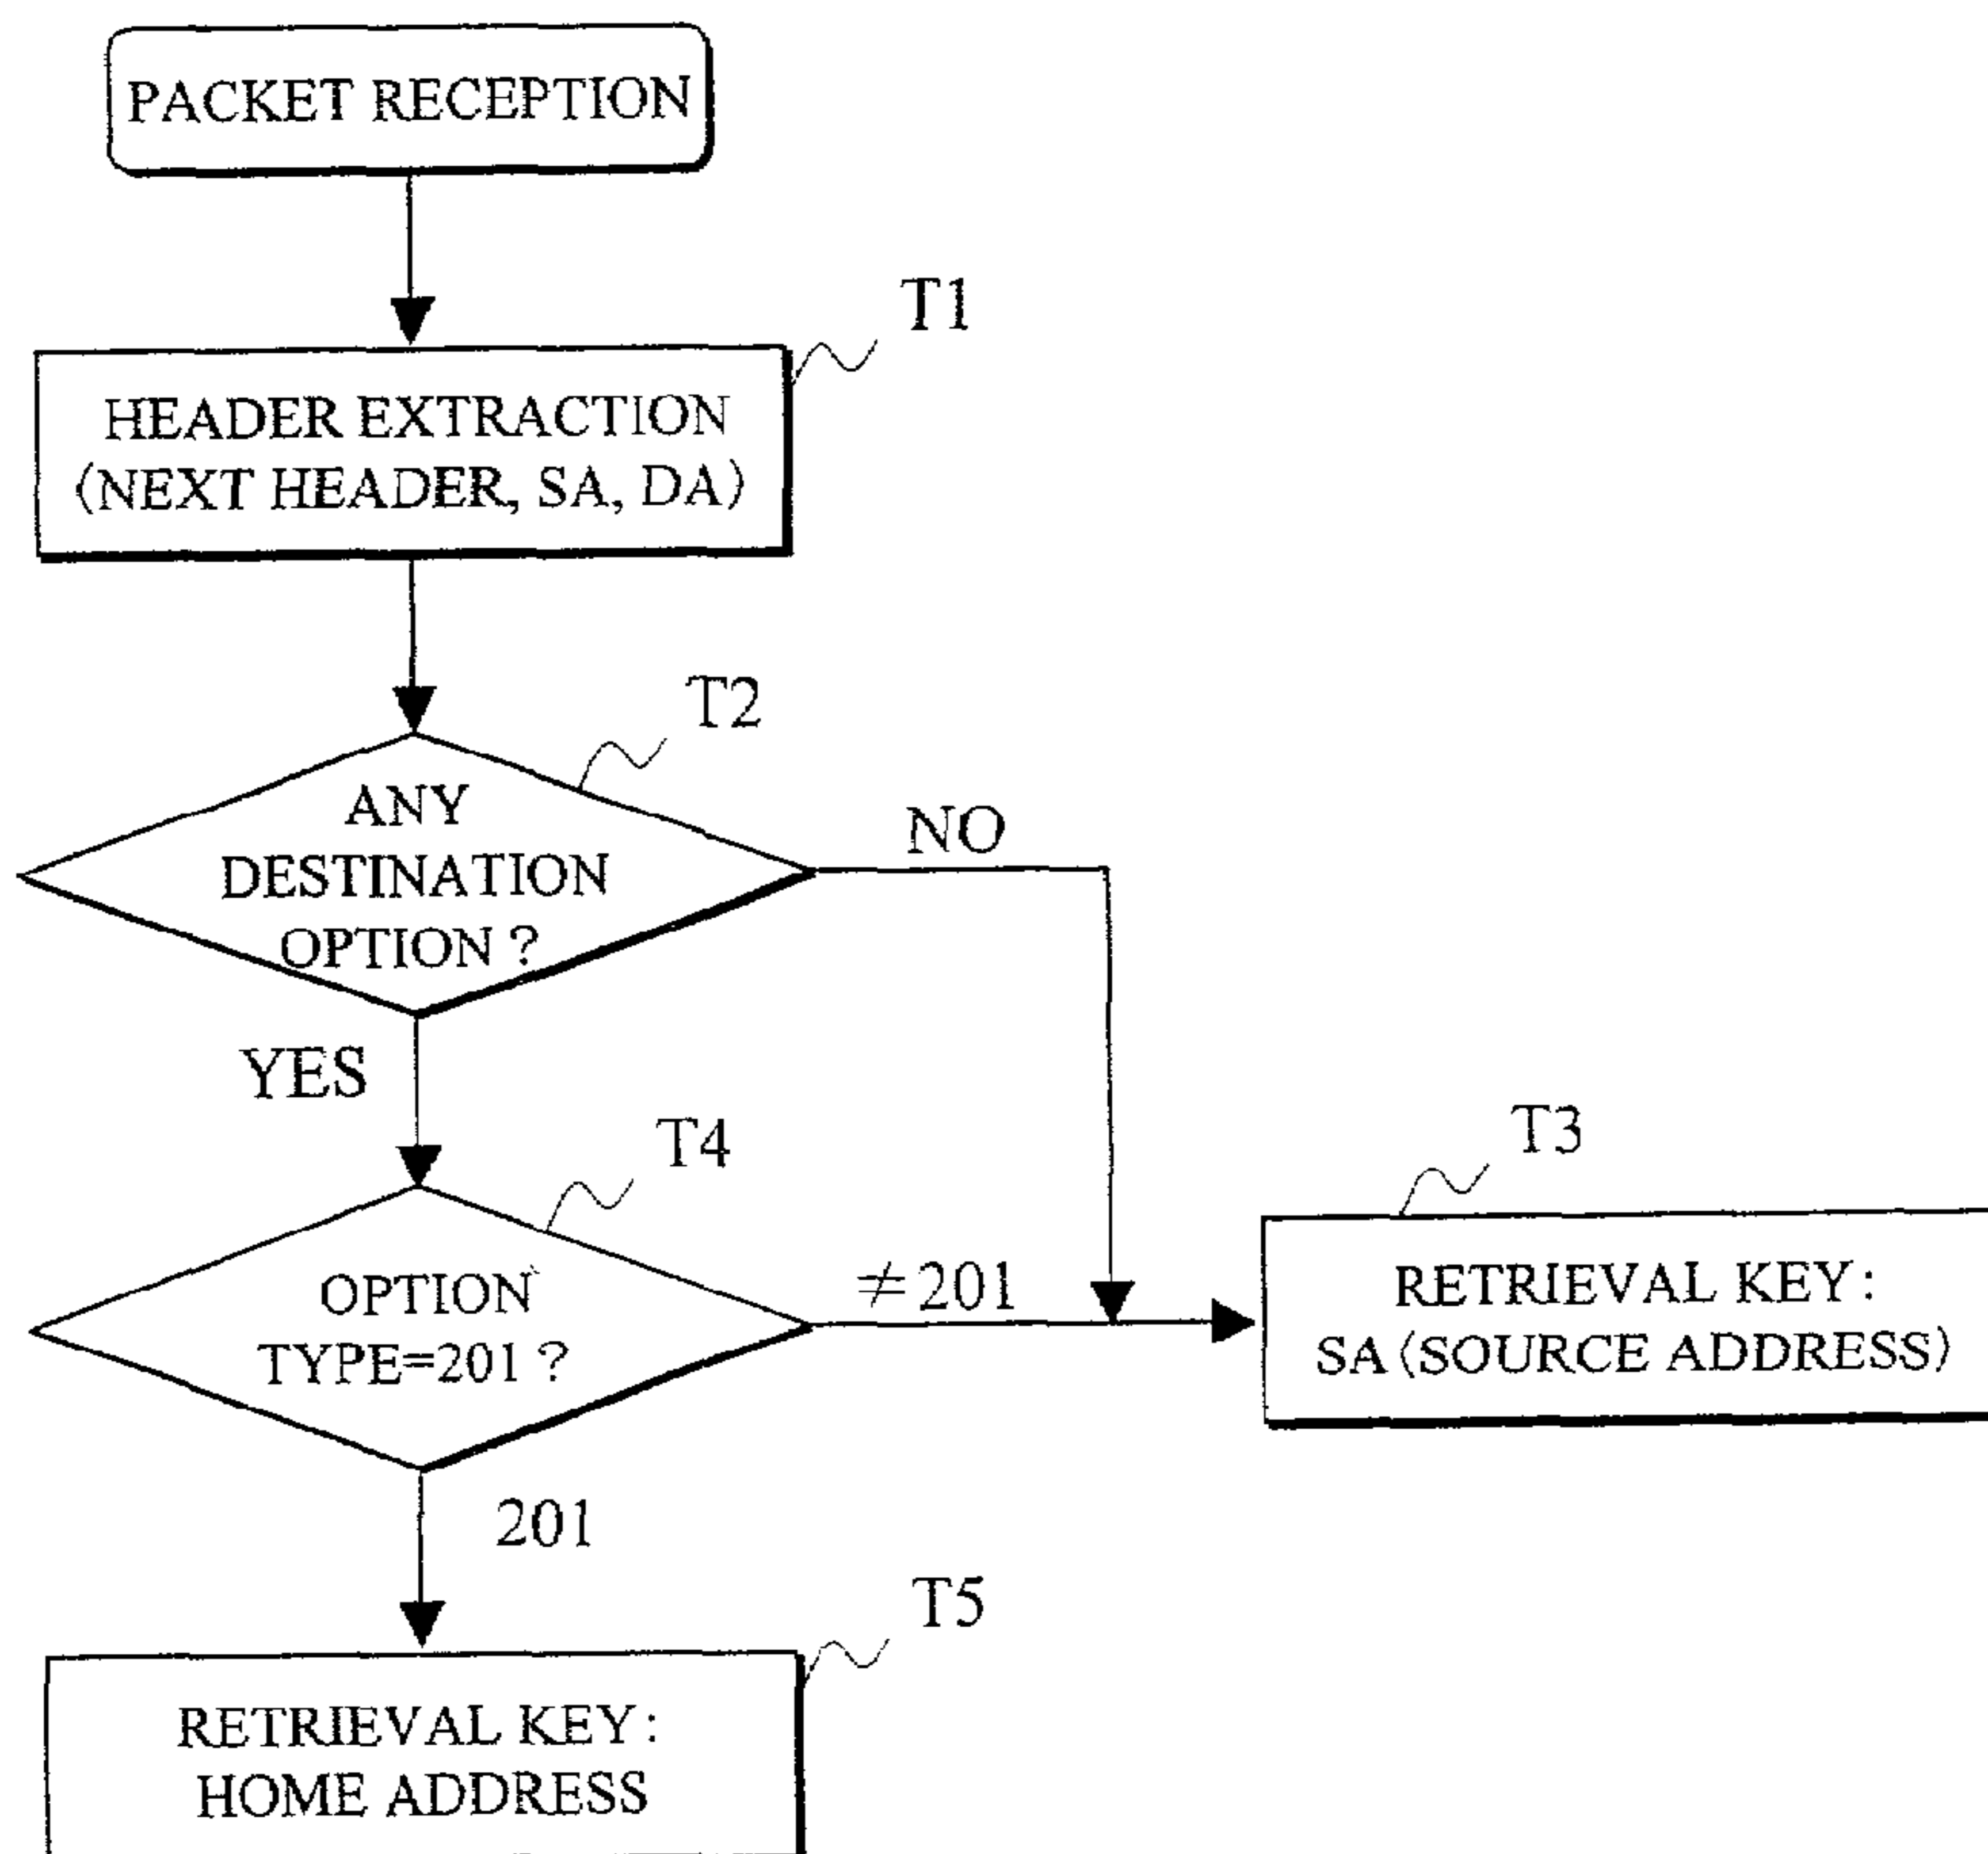 PACKET RECEPTION
T1
HEADER EXTRACTION
(NEXT HEADER, SA, DA)
T2
ANY
DESTINATION
OPTION ?
NO
YES
T4
OPTION
TYPE=201 ?
≠201
T3
RETRIEVAL KEY :
SA (SOURCE ADDRESS)
201
T5
RETRIEVAL KEY :
HOME ADDRESS